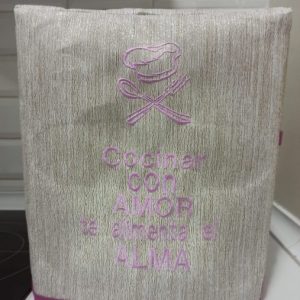 Cocinar
con
AMOR
te alimenta el
ALMA